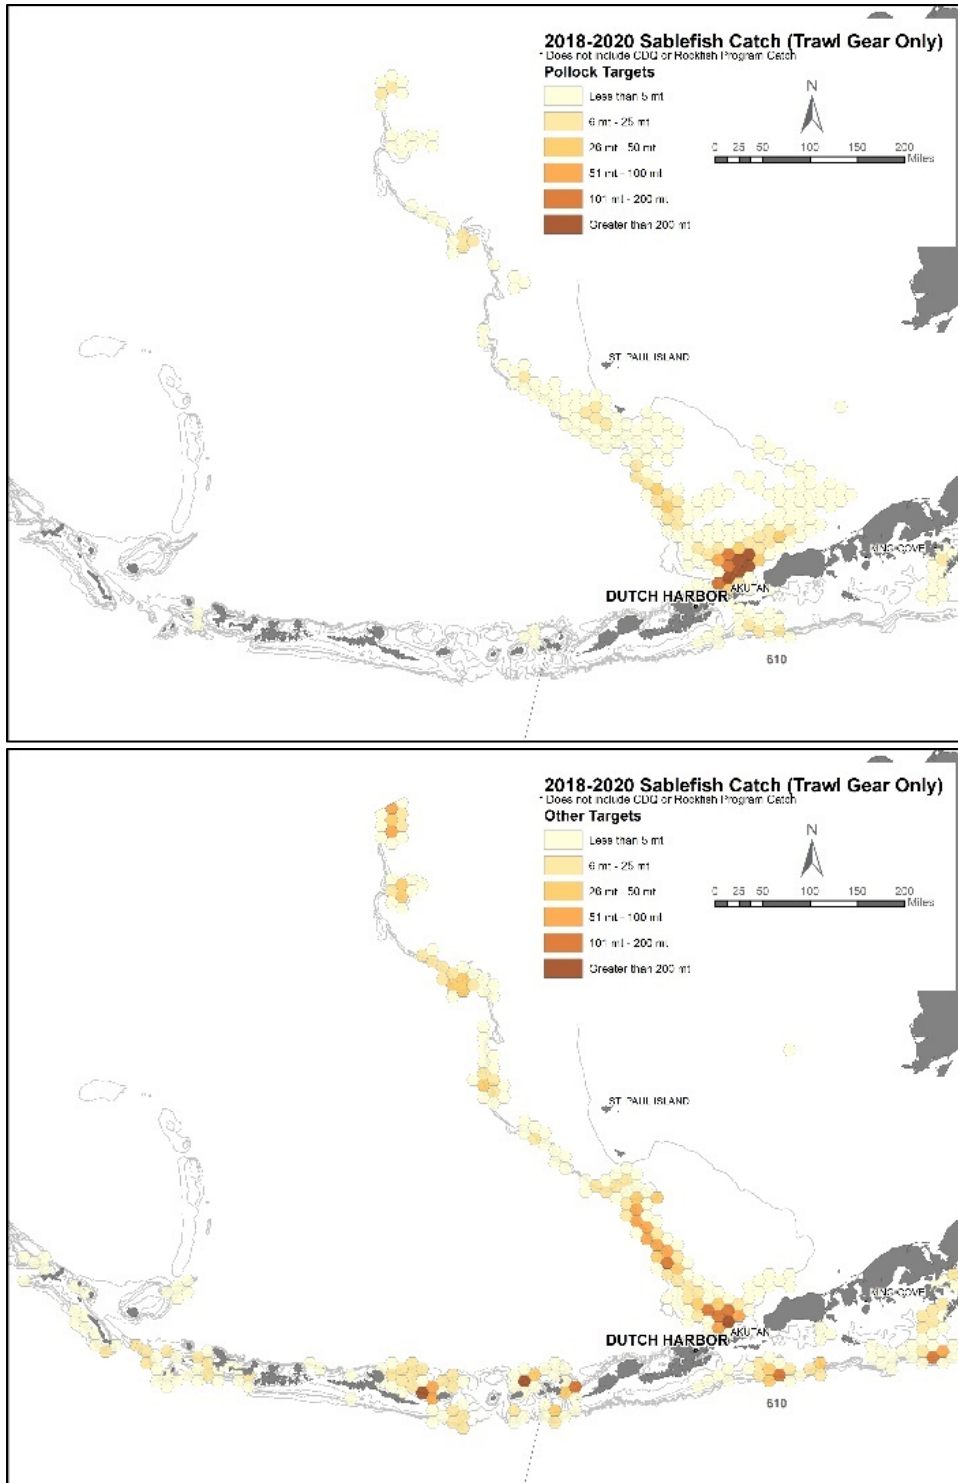 2018-2020 Sablefish Catch (Trawl Gear Only)
* Does not include CDQ or Rockfish Program Catch
Pollock Targets
Less than 5 mt
6 mt - 25 mt
26 mt - 50 mt
51 mt - 100 mt
101 mt - 200 mt
Greater than 200 mt
N
0 25 50 100 150 200
Miles
ST. PAUL ISLAND
KING COVE
AKUTAN
DUTCH HARBOR
610
2018-2020 Sablefish Catch (Trawl Gear Only)
* Does not include CDQ or Rockfish Program Catch
Other Targets
Less than 5 mt
6 mt - 25 mt
26 mt - 50 mt
51 mt - 100 mt
101 mt - 200 mt
Greater than 200 mt
N
0 25 50 100 150 200
Miles
ST. PAUL ISLAND
KING COVE
AKUTAN
DUTCH HARBOR
610